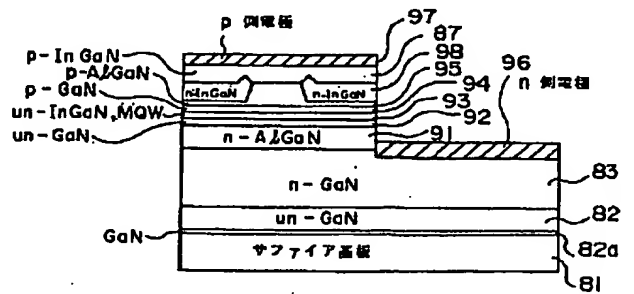 p 側電極
p-InGaN
p-AlGaN
p-GaN
un-InGaN,MQW
un-GaN
n-InGaN
n-InGaN
n-AlGaN
n-GaN
un-GaN
GaN
サファイア基板
97
87
98
95
94
93
92
91
96
n 側電極
83
82
82a
81